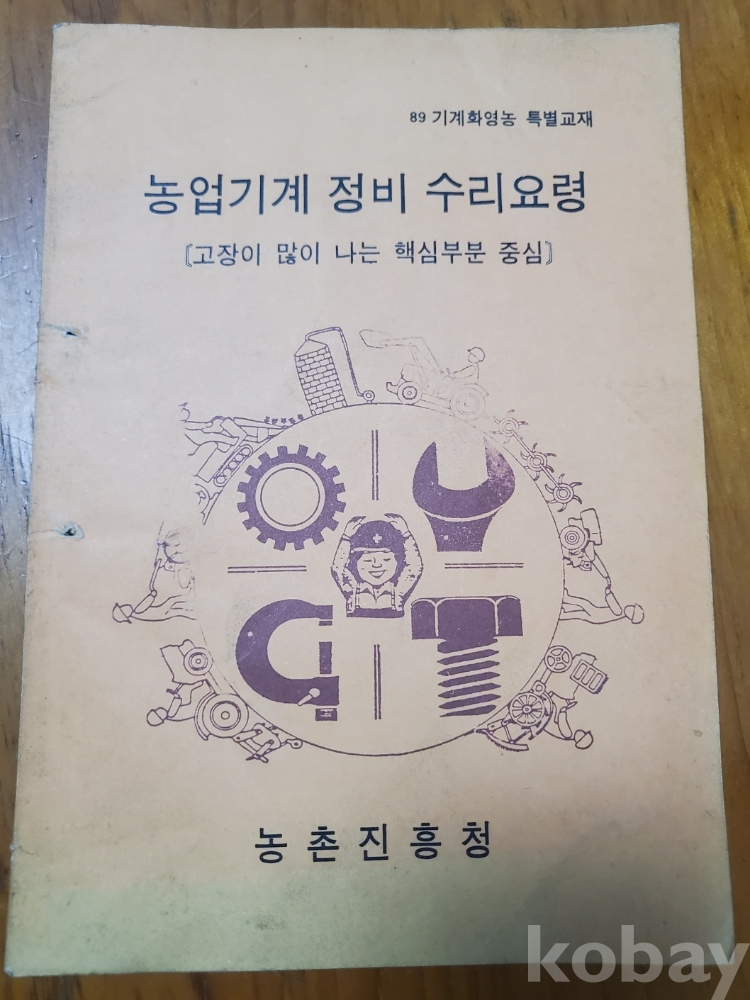 89 기계화영농 특별교재
농업기계 정비 수리요령
〔고장이 많이 나는 핵심부분 중심〕
농촌진흥청
kobay